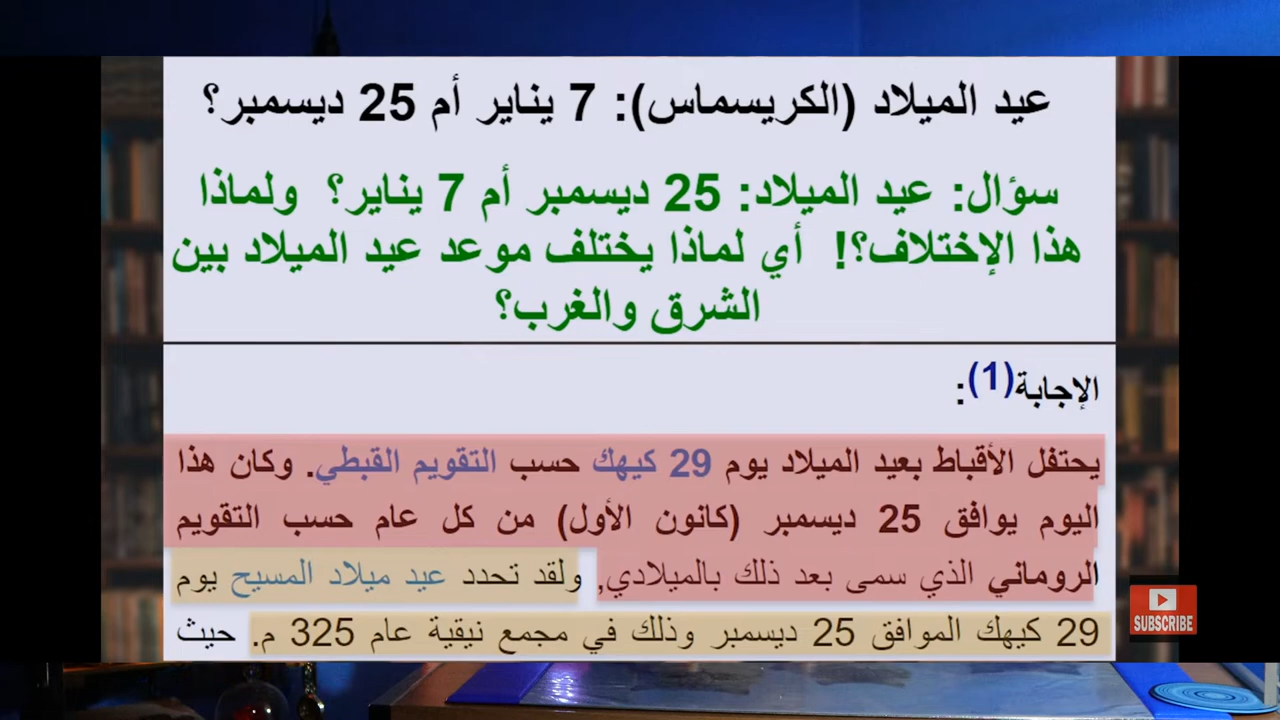 عيد الميلاد (الكريسماس): 7 يناير أم 25 ديسمبر؟
سؤال: عيد الميلاد: 25 ديسمبر أم 7 يناير؟ ولماذا
هذا الإختلاف؟! أي لماذا يختلف موعد عيد الميلاد بين
الشرق والغرب؟
الإجابة(1):
يحتفل الأقباط بعيد الميلاد يوم 29 كيهك حسب التقويم القبطي. وكان هذا
اليوم يوافق 25 ديسمبر (كانون الأول) من كل عام حسب التقويم
الروماني الذي سمى بعد ذلك بالميلادي, ولقد تحدد عيد ميلاد المسيح يوم
29 كيهك الموافق 25 ديسمبر وذلك في مجمع نيقية عام 325 م. حيث
SUBSCRIBE